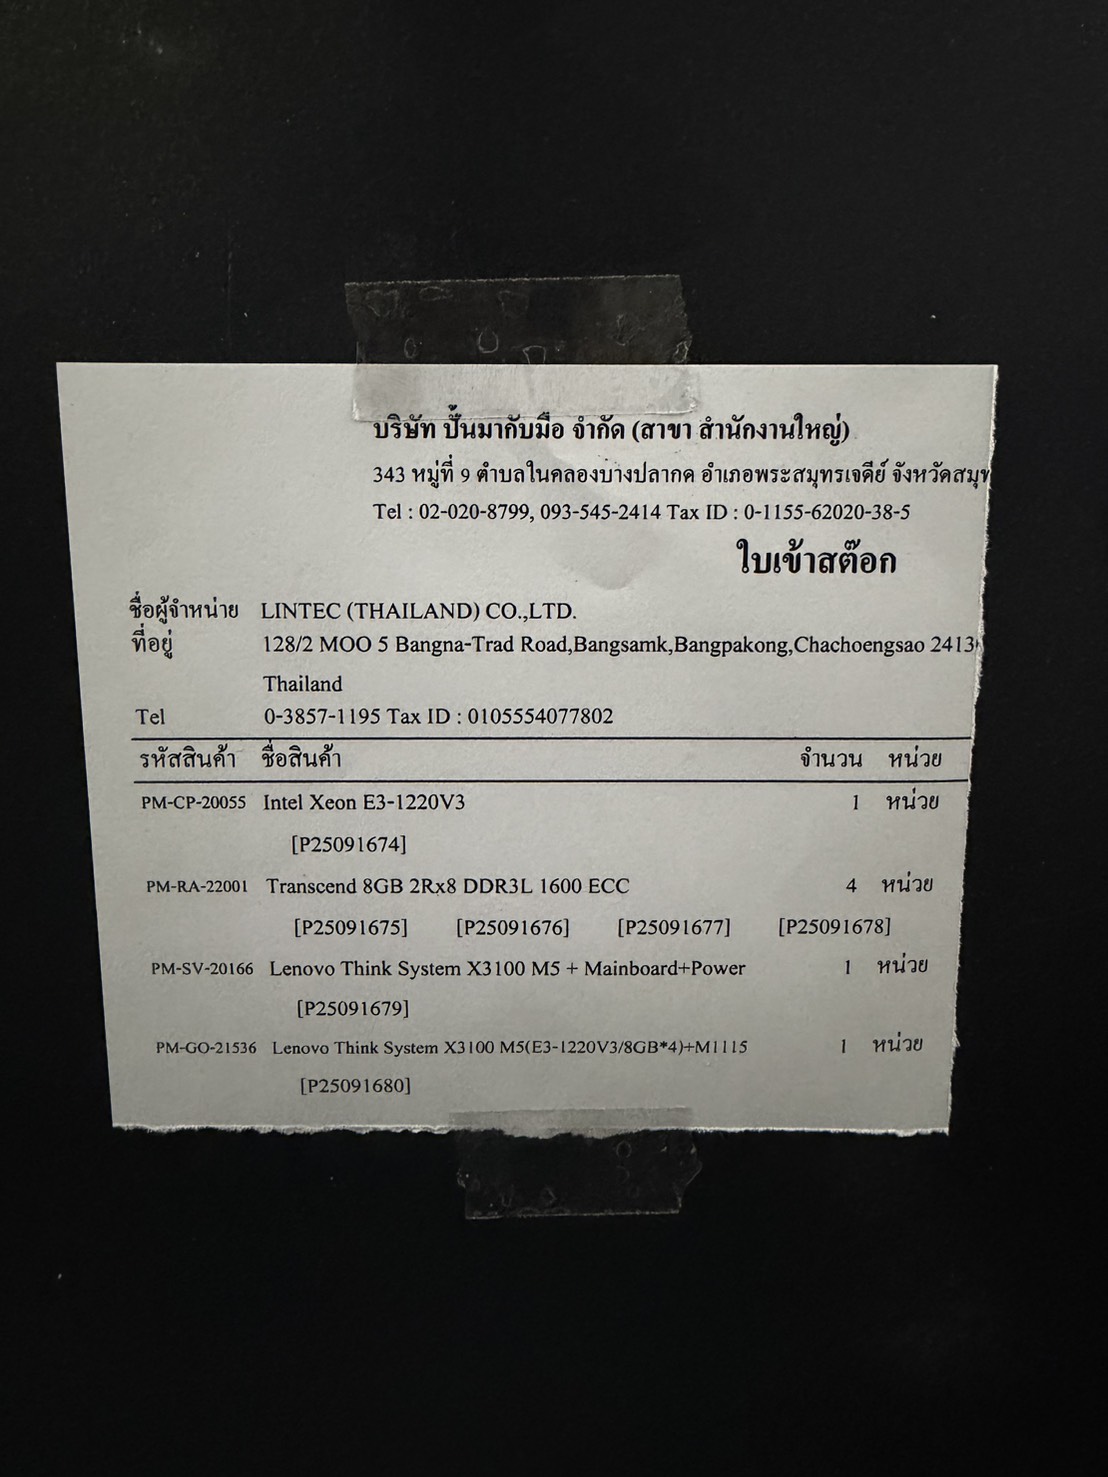 บริษัท ปั้นมากับมือ จำกัด (สาขา สำนักงานใหญ่)
343 หมู่ที่ 9 ตำบลในคลองบางปลากด อำเภอพระสมุทรเจดีย์
Tel : 02-020-8799, 093-545-2414 Tax ID : 0-1155-62020-38-5
ใบเข้าสต๊อก
ชื่อผู้จำหน่าย LINTEC (THAILAND) CO.,LTD.
ที่อยู่ 128/2 MOO 5 Bangna-Trad Road,Bangsamk,Bangpakong,Chachoengsao
Thailand
Tel 0-3857-1195 Tax ID : 0105554077802
รหัสสินค้า ชื่อสินค้า จำนวน หน่วย
PM-CP-20055 Intel Xeon E3-1220V3 1 หน่วย
[P25091674]
PM-RA-22001 Transcend 8GB 2Rx8 DDR3L 1600 ECC 4 หน่วย
[P25091675] [P25091676] [P25091677] [P25091678]
PM-SV-20166 Lenovo Think System X3100 M5 + Mainboard+Power 1 หน่วย
[P25091679]
PM-GO-21536 Lenovo Think System X3100 M5(E3-1220V3/8GB*4)+M1115 1 หน่วย
[P25091680]